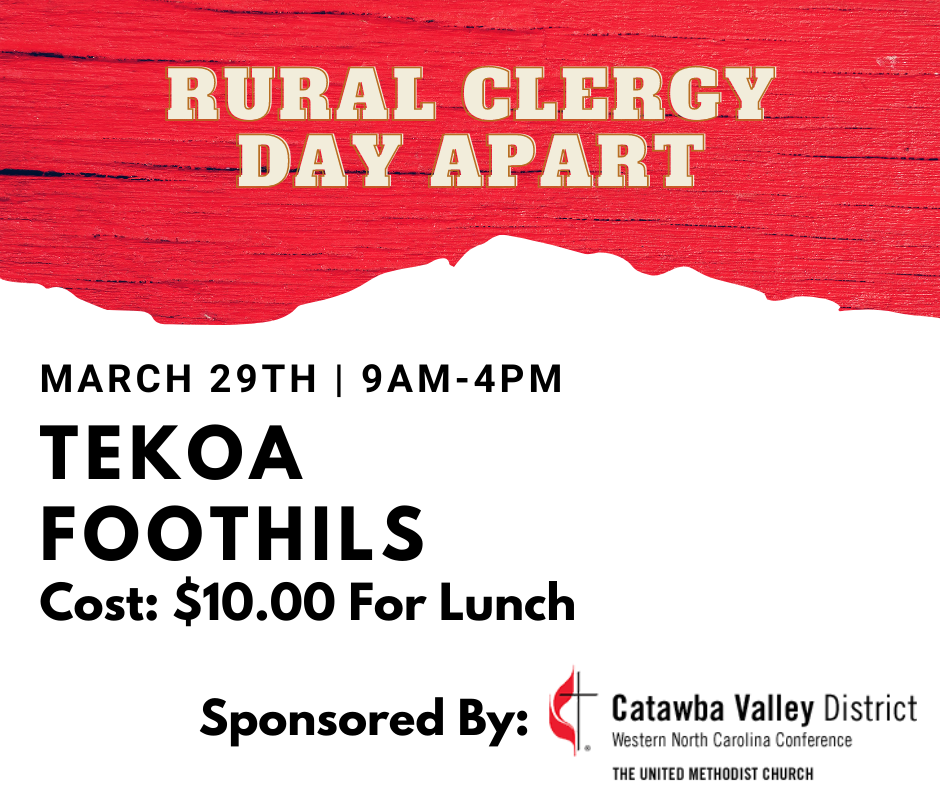 RURAL CLERGY
DAY APART
MARCH 29TH | 9AM-4PM
TEKOA
FOOTHILS
Cost: $10.00 For Lunch
Sponsored By:
Catawba Valley District
Western North Carolina Conference
THE UNITED METHODIST CHURCH
®